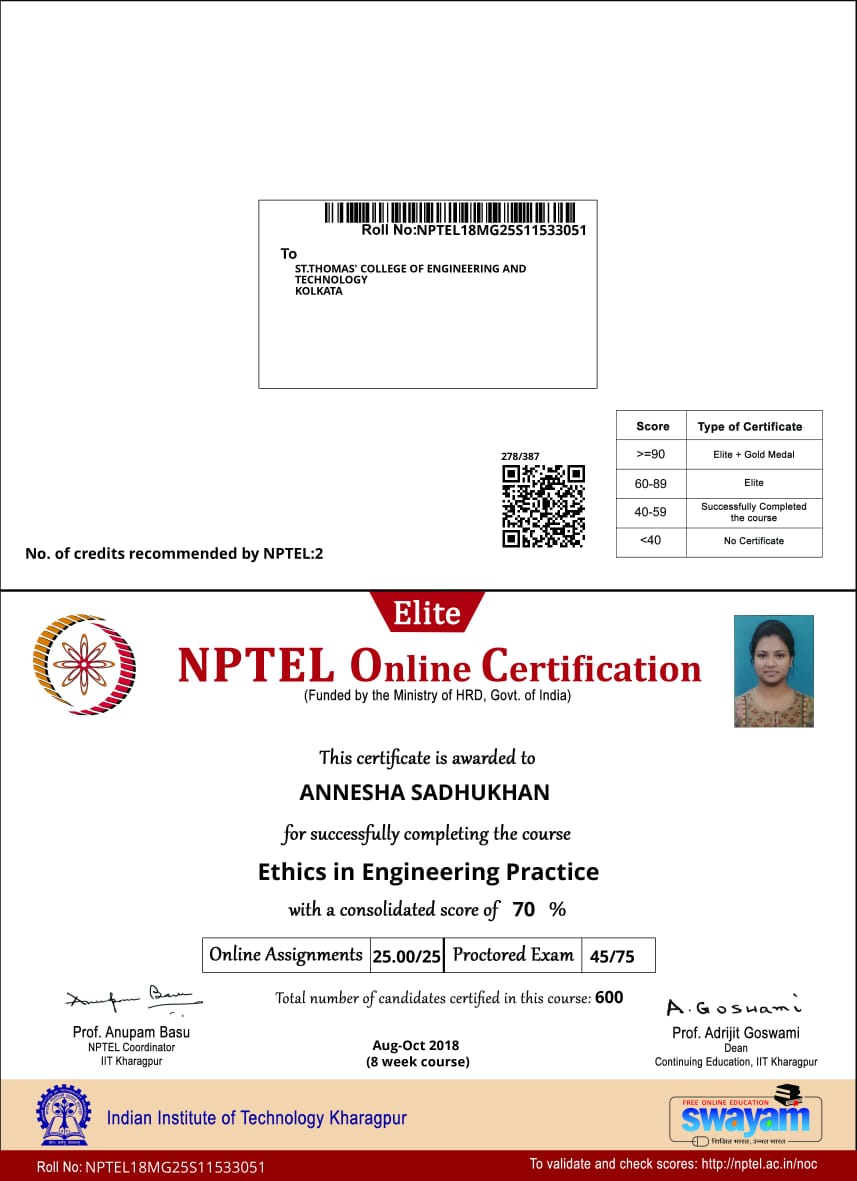 Roll No:NPTEL18MG25S11533051
To
ST.THOMAS' COLLEGE OF ENGINEERING AND
TECHNOLOGY
KOLKATA
Score Type of Certificate
>=90 Elite + Gold Medal
60-89 Elite
40-59 Successfully Completed
the course
<40 No Certificate
278/387
No. of credits recommended by NPTEL:2
Elite
NPTEL Online Certification
(Funded by the Ministry of HRD, Govt. of India)
This certificate is awarded to
ANNESHA SADHUKHAN
for successfully completing the course
Ethics in Engineering Practice
with a consolidated score of 70 %
Online Assignments 25.00/25 Proctored Exam 45/75
Total number of candidates certified in this course: 600
Anupam Basu
Prof. Anupam Basu
NPTEL Coordinator
IIT Kharagpur
Aug-Oct 2018
(8 week course)
A. Goswami
Prof. Adrijit Goswami
Dean
Continuing Education, IIT Kharagpur
Indian Institute of Technology Kharagpur
FREE ONLINE EDUCATION
swayam
शिक्षित भारत, उन्नत भारत
Roll No: NPTEL18MG25S11533051
To validate and check scores: http://nptel.ac.in/noc